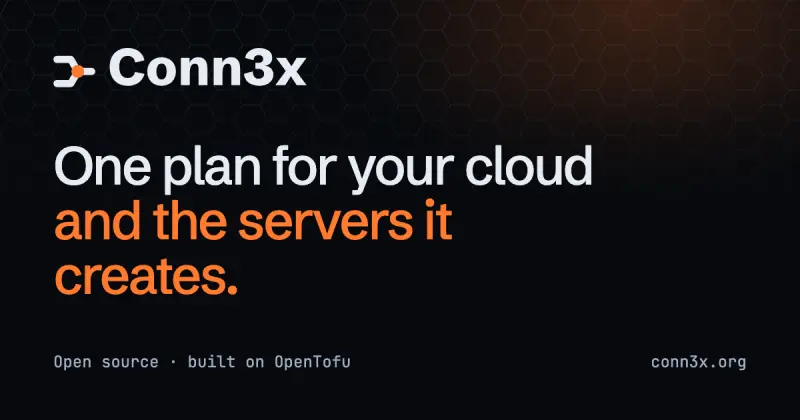 Conn3x
One plan for your cloud
and the servers it
creates.
Open source · built on OpenTofu
conn3x.org